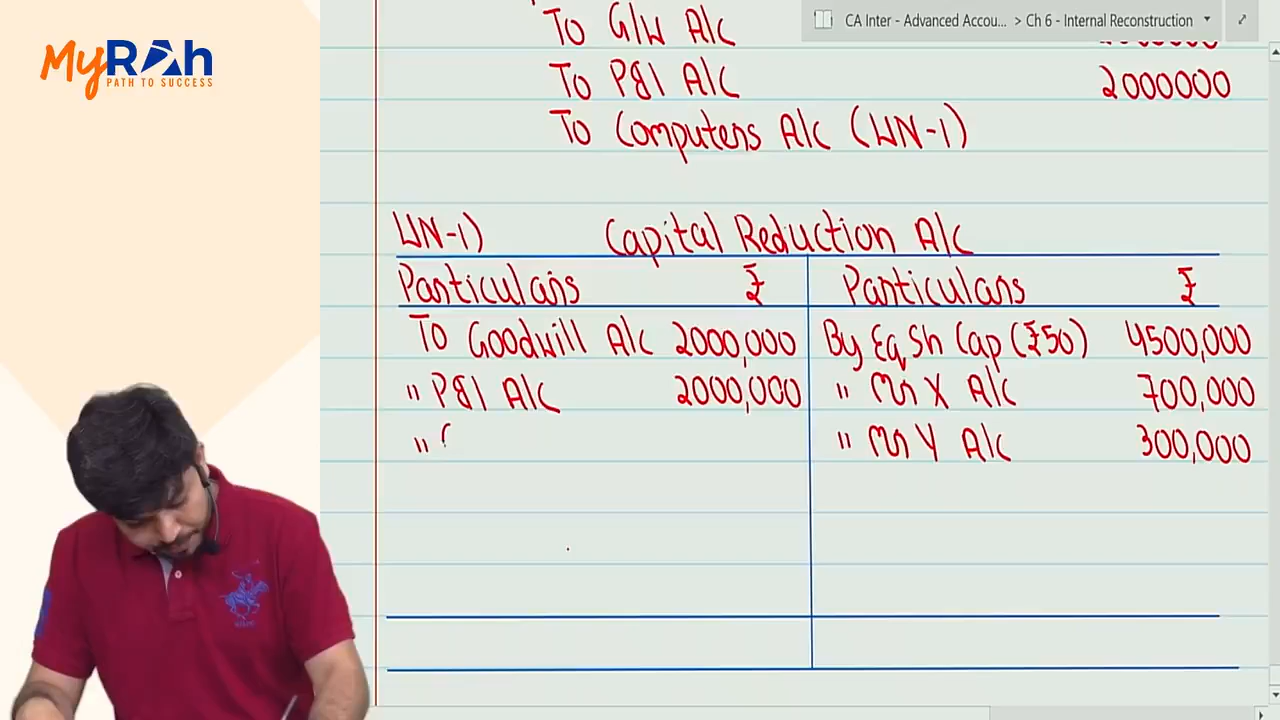 CA Inter - Advanced Accou... > Ch 6 - Internal Reconstruction
MyRAh
PATH TO SUCCESS
To G/W A/c
To P&l A/c 2000000
To Computers A/c (WN-1)
WN-1) Capital Reduction A/c
Particulars ₹ Particulars ₹
To Goodwill A/c 2000,000 By Eq Sh Cap (₹50) 4500,000
" P&l A/c 2000,000 " Mr X A/c 700,000
" ( " Mr Y A/c 300,000